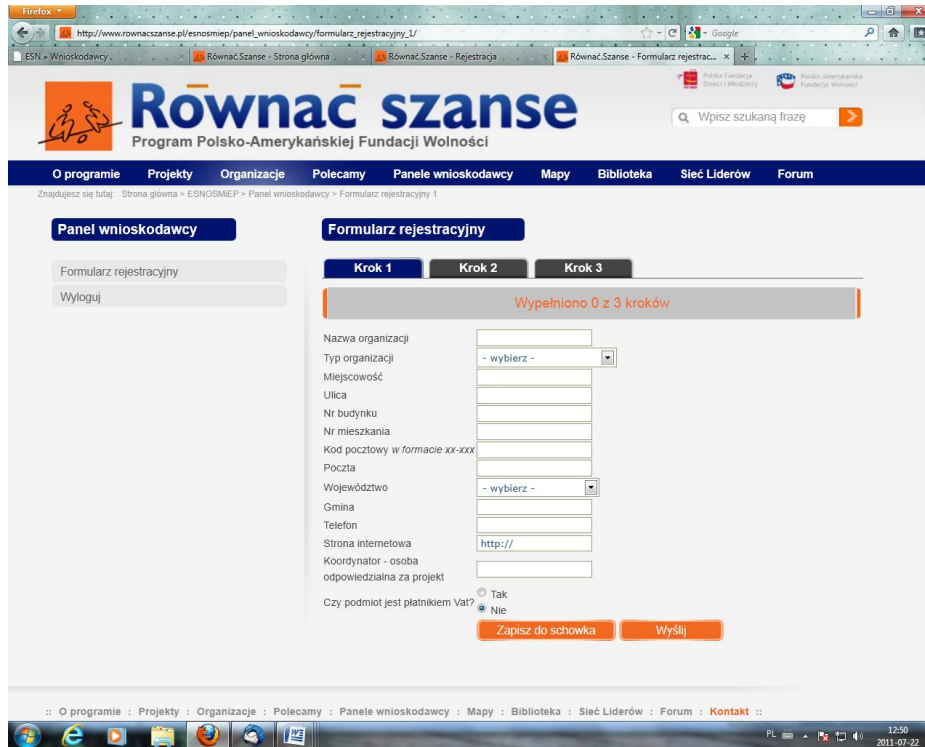 Firefox
http://www.rownacszanse.pl/esnosmiep/panel_wnioskodawcy/formularz_rejestracyjny_1/
Google
ESN » Wnioskodawcy
Równać Szanse - Strona główna
Równać Szanse - Rejestracja
Równać Szanse - Formularz rejestrac...
Polska Fundacja
Dzieci i Młodzieży
Polsko Amerykańska
Fundacja Wolności
Równać szanse
Program Polsko-Amerykańskiej Fundacji Wolności
Wpisz szukaną frazę
O programie Projekty Organizacje Polecamy Panele wnioskodawcy Mapy Biblioteka Sieć Liderów Forum
Znajdujesz się tutaj: Strona główna > ESNOSMiEP > Panel wnioskodawcy > Formularz rejestracyjny 1
Panel wnioskodawcy
Formularz rejestracyjny
Wyloguj
Formularz rejestracyjny
Krok 1 Krok 2 Krok 3
Wypełniono 0 z 3 kroków
Nazwa organizacji
Typ organizacji - wybierz -
Miejscowość
Ulica
Nr budynku
Nr mieszkania
Kod pocztowy w formacie xx-xxx
Poczta
Województwo - wybierz -
Gmina
Telefon
Strona internetowa http://
Koordynator - osoba
odpowiedzialna za projekt
Czy podmiot jest płatnikiem Vat? Tak
Nie
Zapisz do schowka Wyślij
:: O programie : Projekty : Organizacje : Polecamy : Panele wnioskodawcy : Mapy : Biblioteka : Sieć Liderów : Forum : Kontakt ::
PL
12:50
2011-07-22